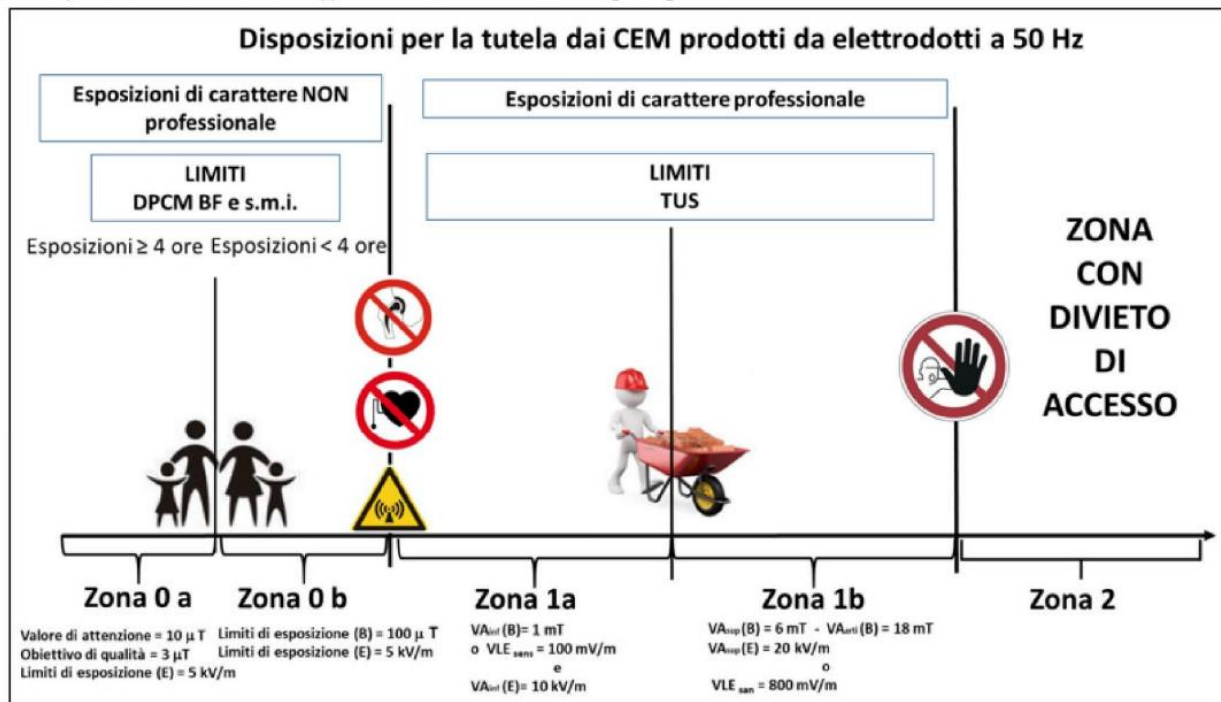 Disposizioni per la tutela dai CEM prodotti da elettrodotti a 50 Hz
Esposizioni di carattere NON
professionale
Esposizioni di carattere professionale
LIMITI
DPCM BF e s.m.i.
LIMITI
TUS
Esposizioni ≥ 4 ore
Esposizioni < 4 ore
ZONA
CON
DIVIETO
DI
ACCESSO
Zona 0 a
Valore di attenzione = 10 μ T
Obiettivo di qualità = 3 μT
Limiti di esposizione (E) = 5 kV/m
Zona 0 b
Limiti di esposizione (B) = 100 μ T
Limiti di esposizione (E) = 5 kV/m
Zona 1a
VAinf (B)= 1 mT
o VLE sens = 100 mV/m
e
VAinf (E)= 10 kV/m
Zona 1b
VAsup (B) = 6 mT - VAarti (B) = 18 mT
VAsup (E) = 20 kV/m
o
VLE san = 800 mV/m
Zona 2